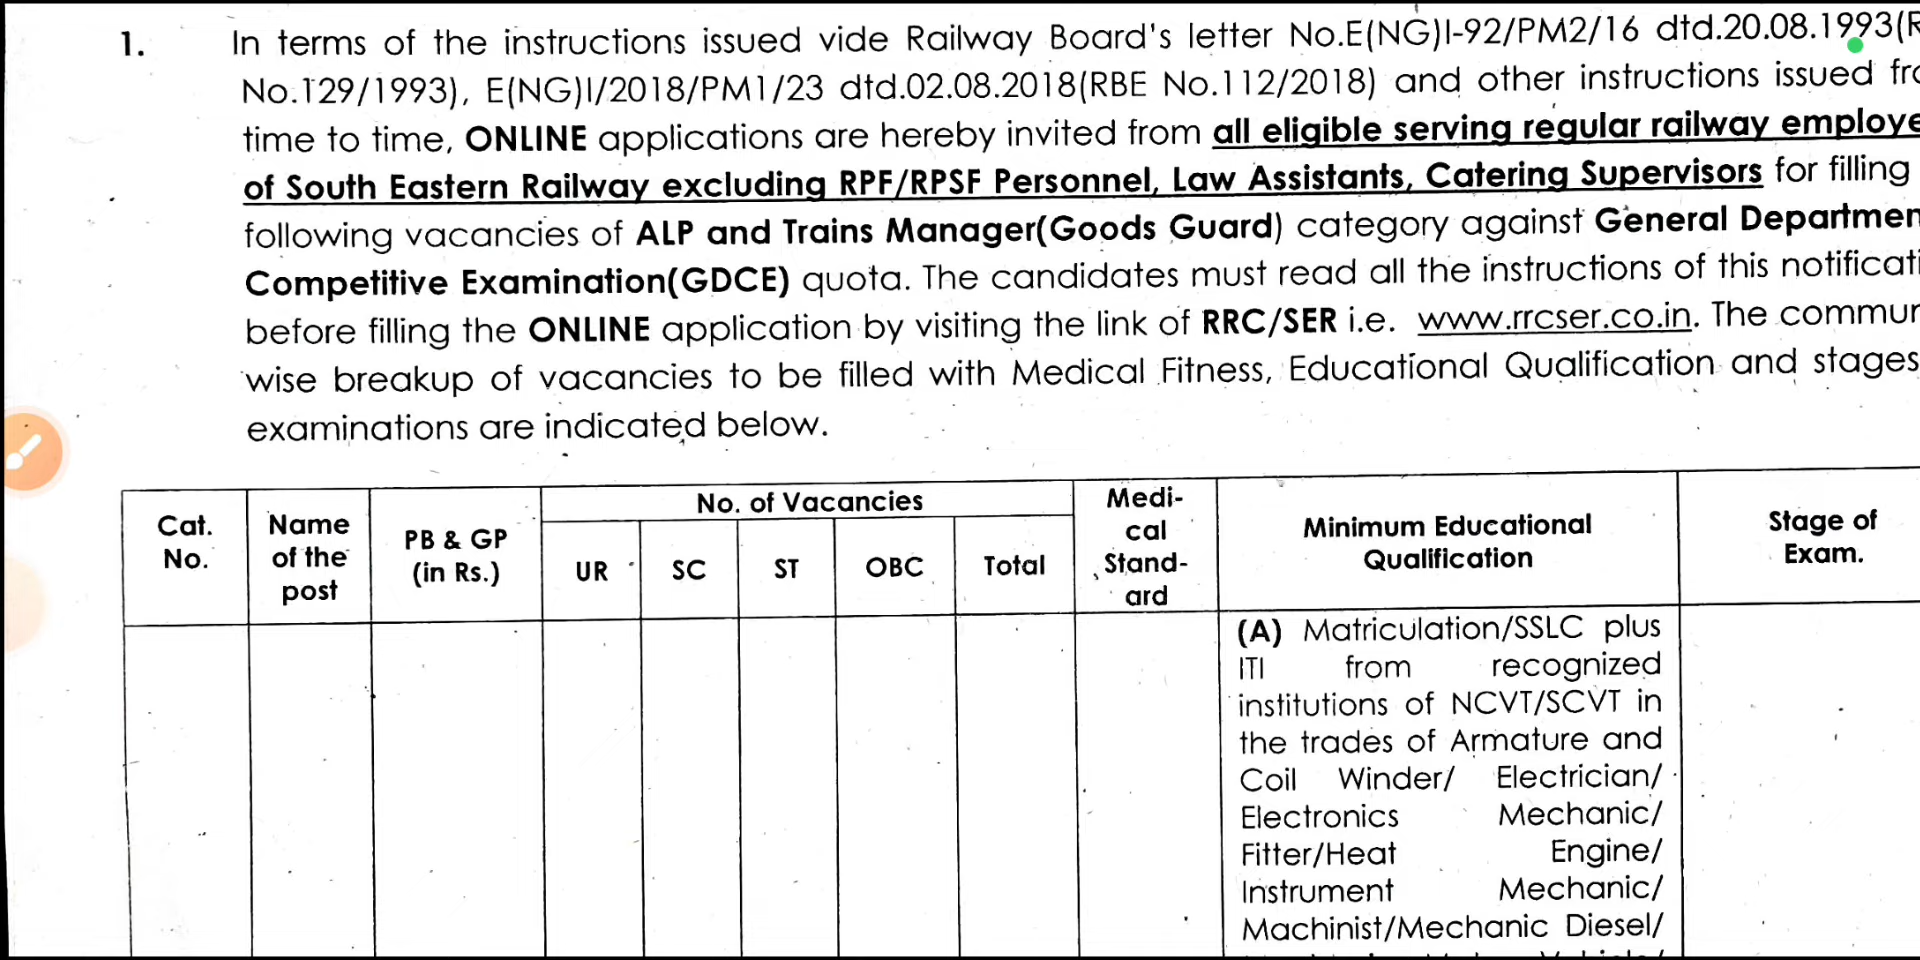 1. In terms of the instructions issued vide Railway Board's letter No.E(NG)I-92/PM2/16 dtd.20.08.1993(R
No.129/1993), E(NG)I/2018/PM1/23 dtd.02.08.2018(RBE No.112/2018) and other instructions issued fro
time to time, ONLINE applications are hereby invited from all eligible serving regular railway employe
of South Eastern Railway excluding RPF/RPSF Personnel, Law Assistants, Catering Supervisors for filling
following vacancies of ALP and Trains Manager(Goods Guard) category against General Departmen
Competitive Examination(GDCE) quota. The candidates must read all the instructions of this notificati
before filling the ONLINE application by visiting the link of RRC/SER i.e. www.rrcser.co.in. The commun
wise breakup of vacancies to be filled with Medical Fitness, Educational Qualification and stages
examinations are indicated below.
Cat.
No.
Name
of the
post
PB & GP
(in Rs.)
No. of Vacancies
UR SC ST OBC Total
Medi-
cal
Stand-
ard
Minimum Educational
Qualification
Stage of
Exam.
(A) Matriculation/SSLC plus
ITI from recognized
institutions of NCVT/SCVT in
the trades of Armature and
Coil Winder/ Electrician/
Electronics Mechanic/
Fitter/Heat Engine/
Instrument Mechanic/
Machinist/Mechanic Diesel/